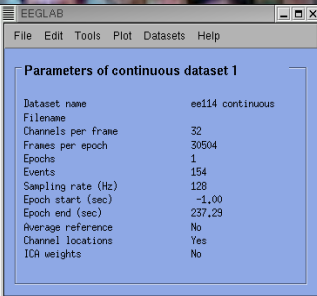 EEGLAB
File Edit Tools Plot Datasets Help
Parameters of continuous dataset 1
Dataset name ee114 continuous
Filename
Channels per frame 32
Frames per epoch 30504
Epochs 1
Events 154
Sampling rate (Hz) 128
Epoch start (sec) -1.00
Epoch end (sec) 237.29
Average reference No
Channel locations Yes
ICA weights No